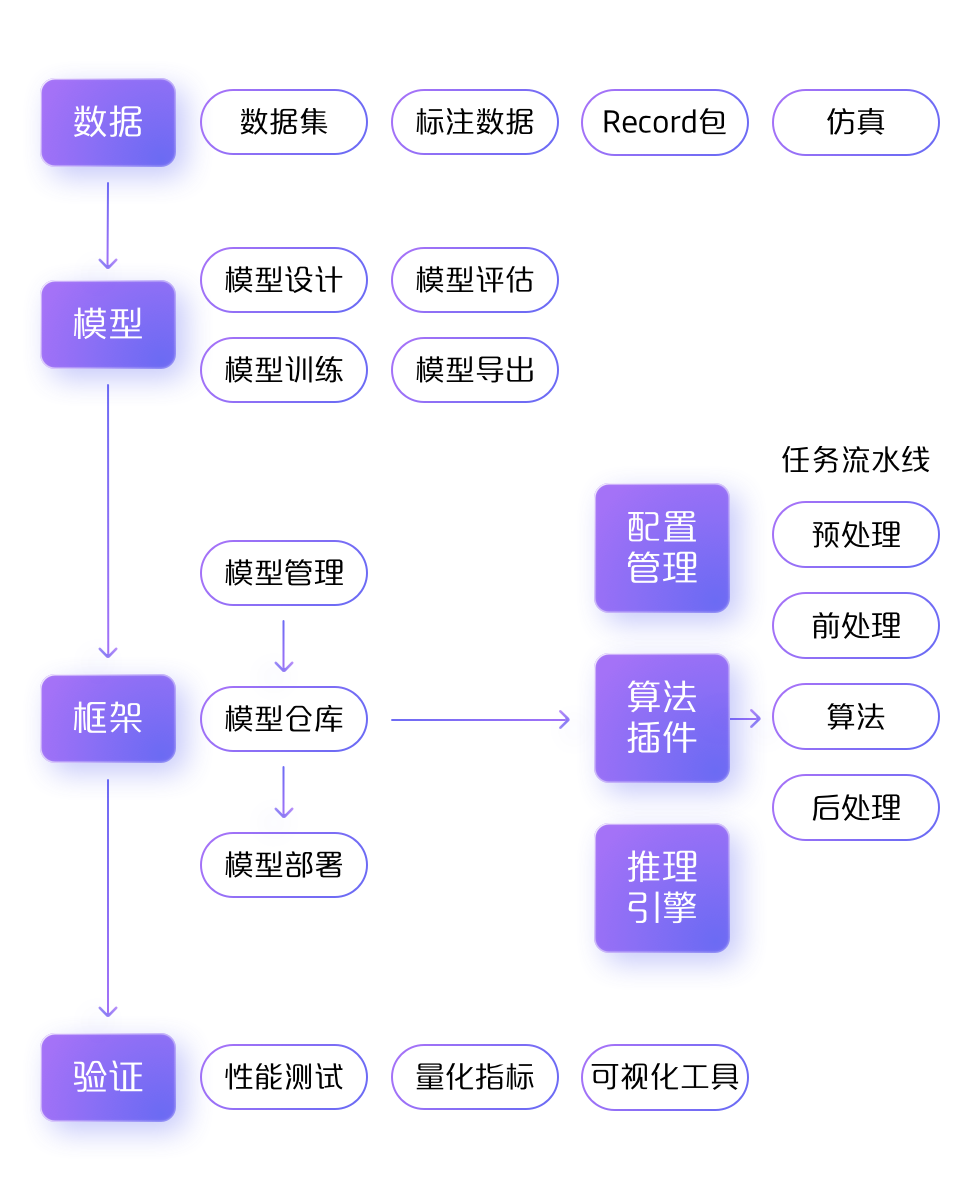 数据
数据集
标注数据
Record包
仿真
模型
模型设计
模型评估
模型训练
模型导出
框架
模型管理
模型仓库
模型部署
配置
管理
算法
插件
推理
引擎
任务流水线
预处理
前处理
算法
后处理
验证
性能测试
量化指标
可视化工具